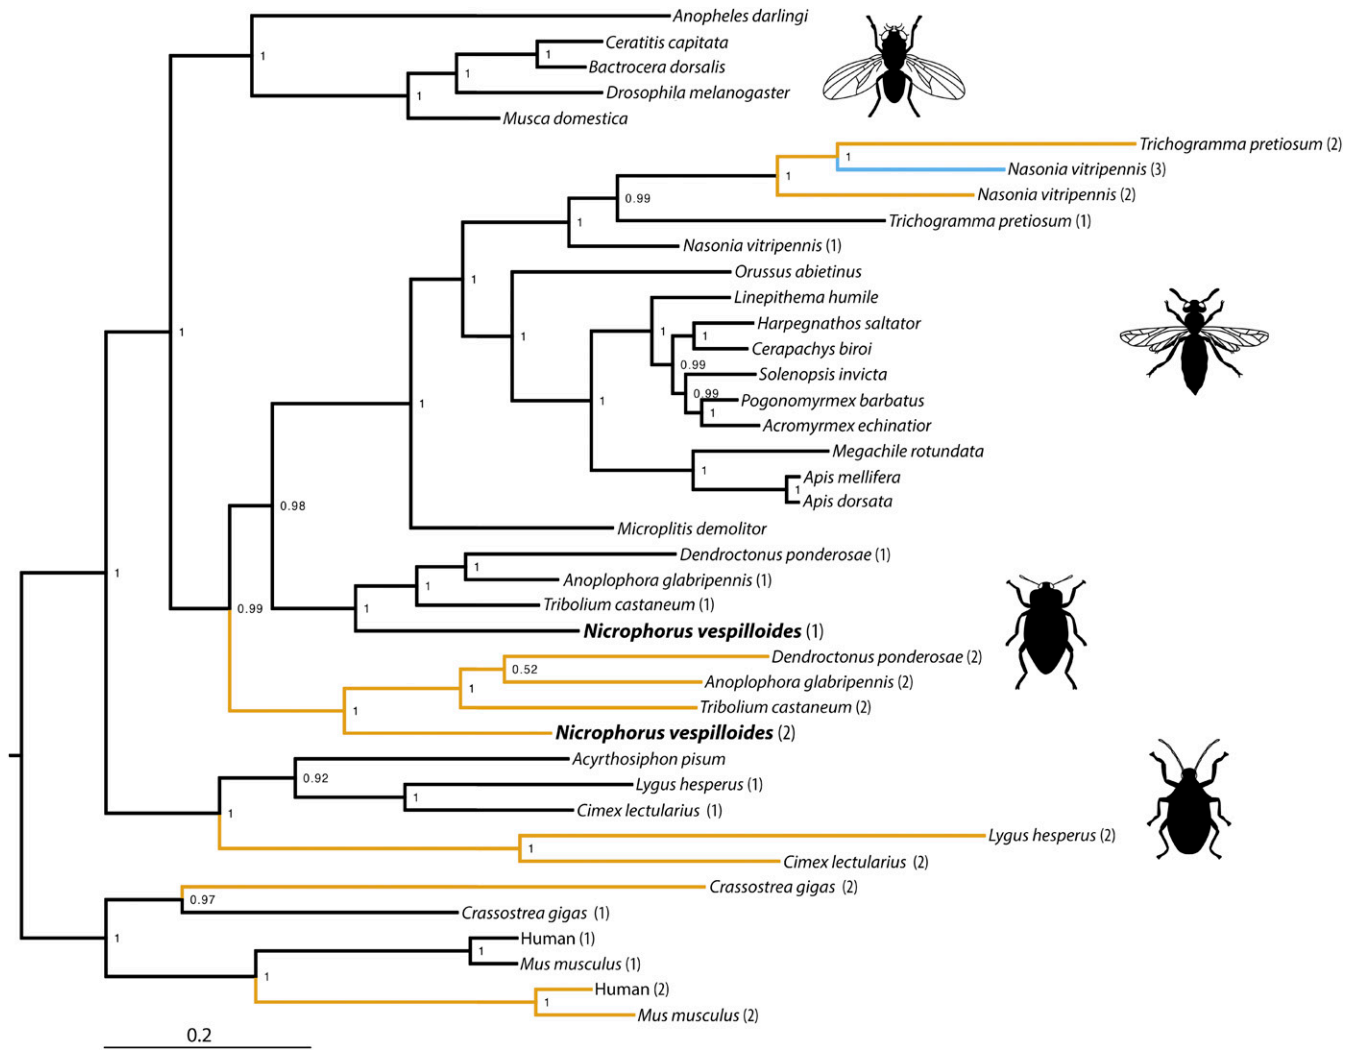 Anopheles darlingi
Ceratitis capitata
1
Bactrocera dorsalis
1
1
Drosophila melanogaster
1
Musca domestica
Trichogramma pretiosum (2)
1
Nasonia vitripennis (3)
1
Nasonia vitripennis (2)
0.99
Trichogramma pretiosum (1)
1
Nasonia vitripennis (1)
Orussus abietinus
1
Linepithema humile
Harpegnathos saltator
1
1
1
1
Cerapachys biroi
0.99
Solenopsis invicta
0.99
Pogonomyrmex barbatus
1
1
1
Acromyrmex echinatior
Megachile rotundata
1
Apis mellifera
1
Apis dorsata
0.98
Microplitis demolitor
Dendroctonus ponderosae (1)
1
1
Anoplophora glabripennis (1)
1
Tribolium castaneum (1)
0.99
1
Nicrophorus vespilloides (1)
Dendroctonus ponderosae (2)
0.52
Anoplophora glabripennis (2)
1
Tribolium castaneum (2)
1
Nicrophorus vespilloides (2)
Acyrthosiphon pisum
0.92
Lygus hesperus (1)
1
Cimex lectularius (1)
1
Lygus hesperus (2)
1
Cimex lectularius (2)
Crassostrea gigas (2)
0.97
Crassostrea gigas (1)
1
Human (1)
1
Mus musculus (1)
1
Human (2)
1
Mus musculus (2)
0.2